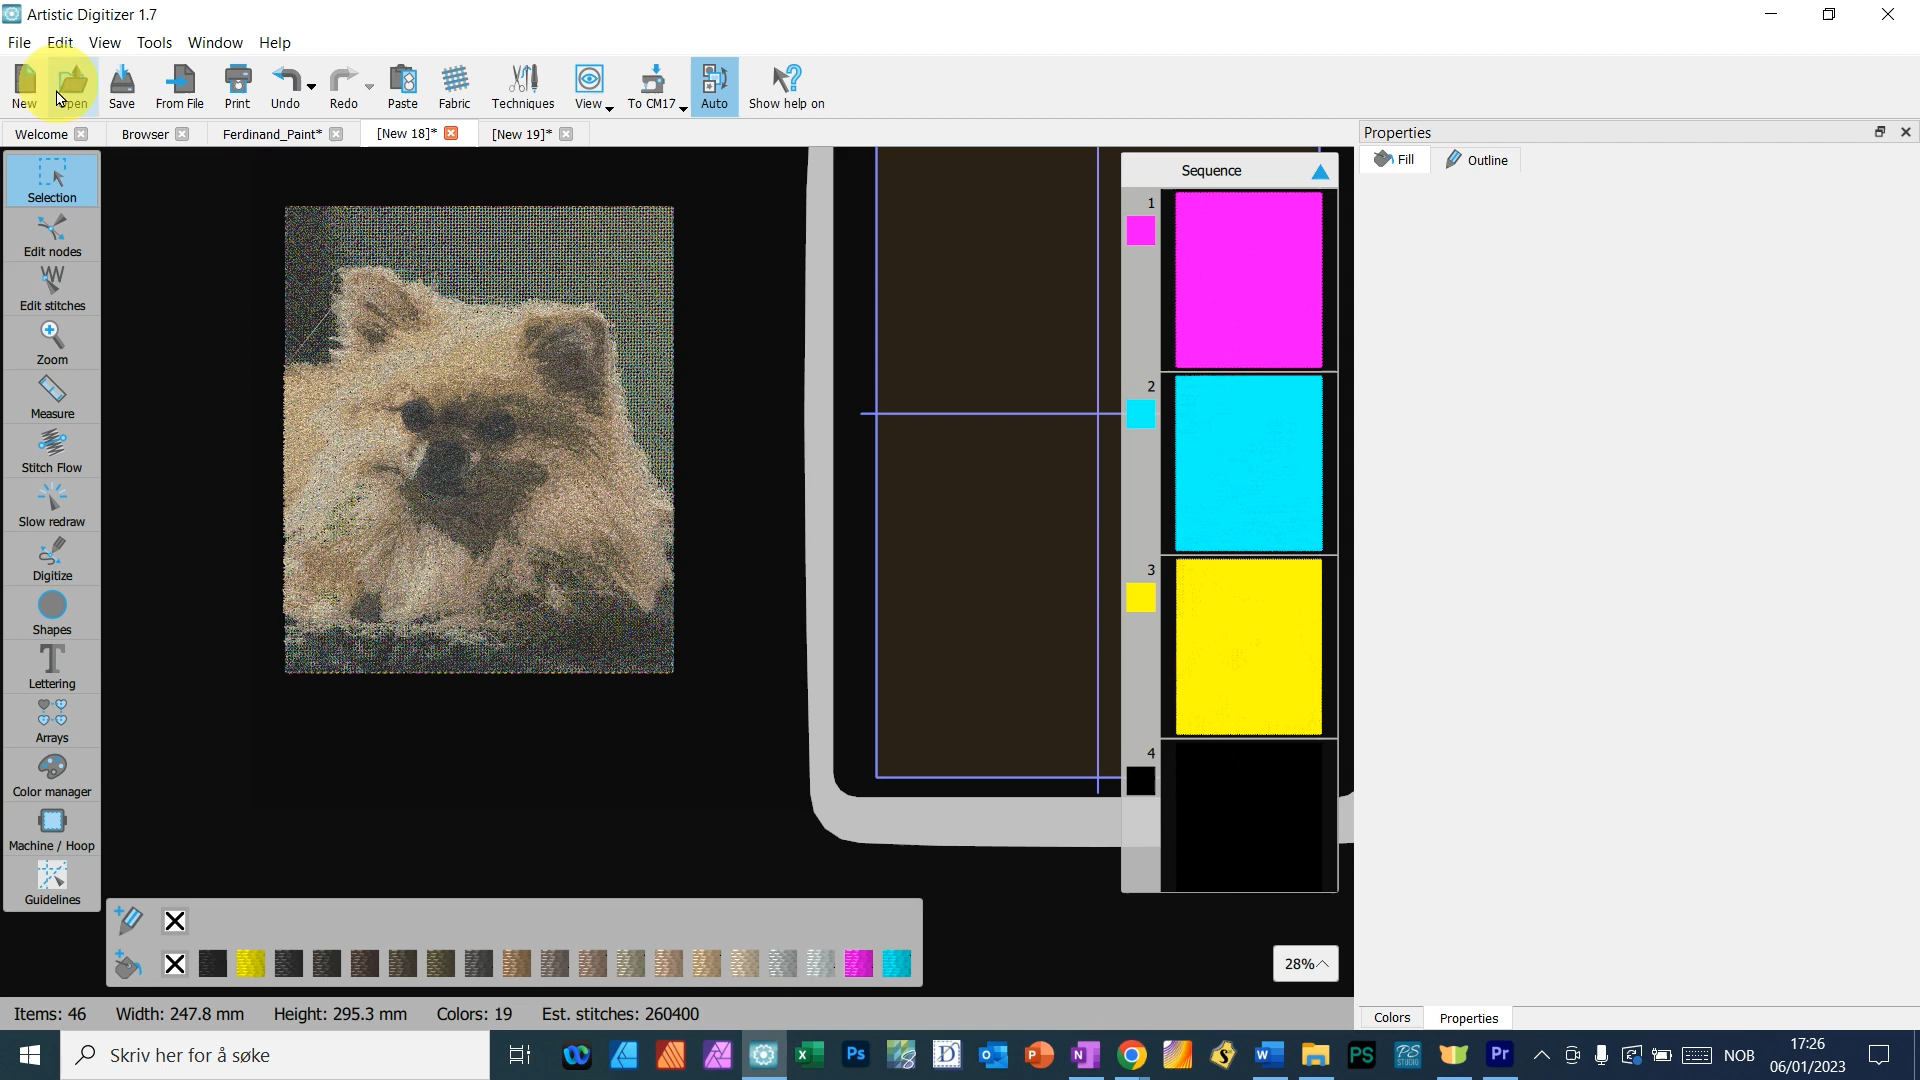 Artistic Digitizer 1.7
File Edit View Tools Window Help
New Open Save From File Print Undo Redo Paste Fabric Techniques View To CM17 Auto Show help on
Welcome Browser Ferdinand_Paint* [New 18]* [New 19]* Properties
Fill Outline
Sequence
Selection
Edit nodes
Edit stitches
Zoom
Measure
Stitch Flow
Slow redraw
Digitize
Shapes
Lettering
Arrays
Color manager
Machine / Hoop
Guidelines
1
2
3
4
28%
Items: 46 Width: 247.8 mm Height: 295.3 mm Colors: 19 Est. stitches: 260400
Colors Properties
Skriv her for å søke
NOB
17:26
06/01/2023